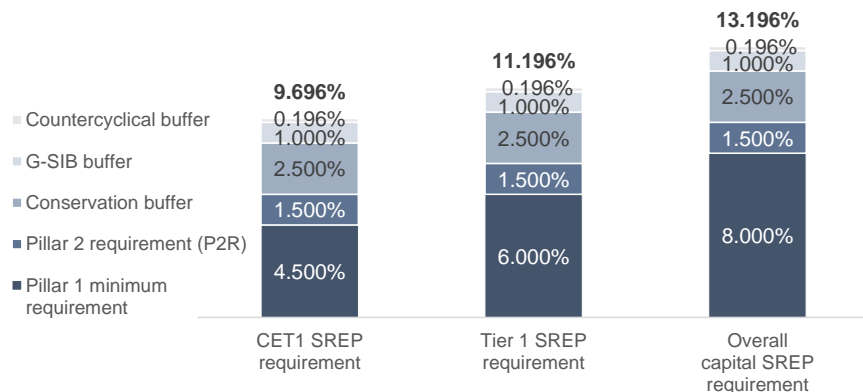 13.196%
0.196%
1.000%
2.500%
1.500%
8.000%
11.196%
0.196%
1.000%
2.500%
1.500%
6.000%
9.696%
0.196%
1.000%
2.500%
1.500%
4.500%
Countercyclical buffer
G-SIB buffer
Conservation buffer
Pillar 2 requirement (P2R)
Pillar 1 minimum
requirement
CET1 SREP
requirement
Tier 1 SREP
requirement
Overall
capital SREP
requirement